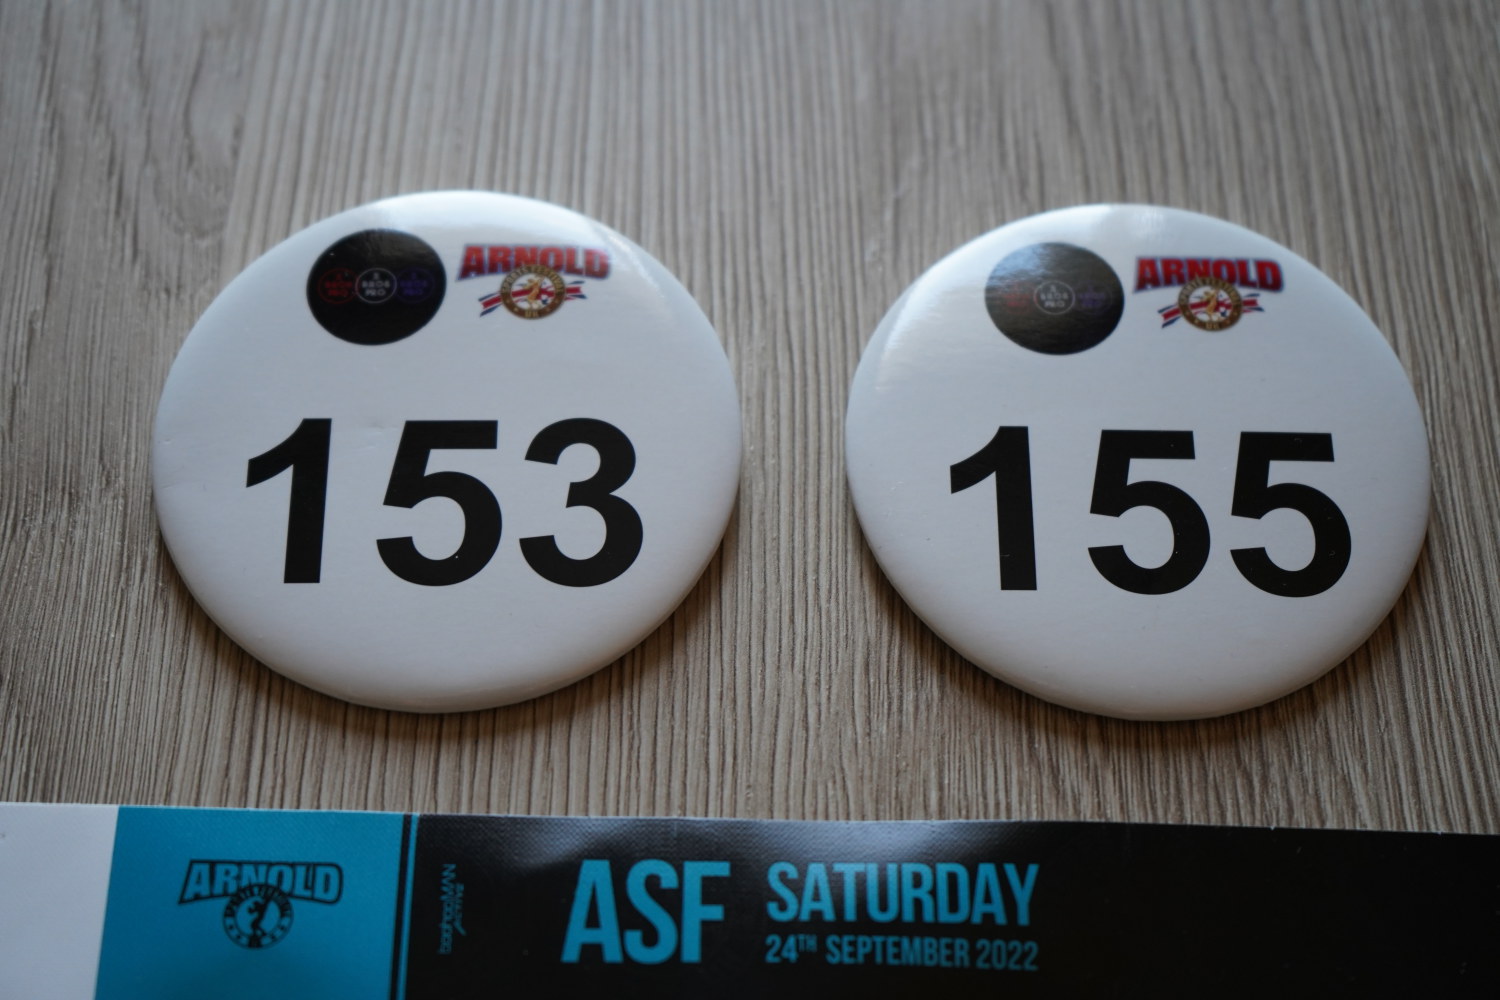 ARNOLD
153
ARNOLD
155
ARNOLD
ASF
SATURDAY
24TH SEPTEMBER 2022